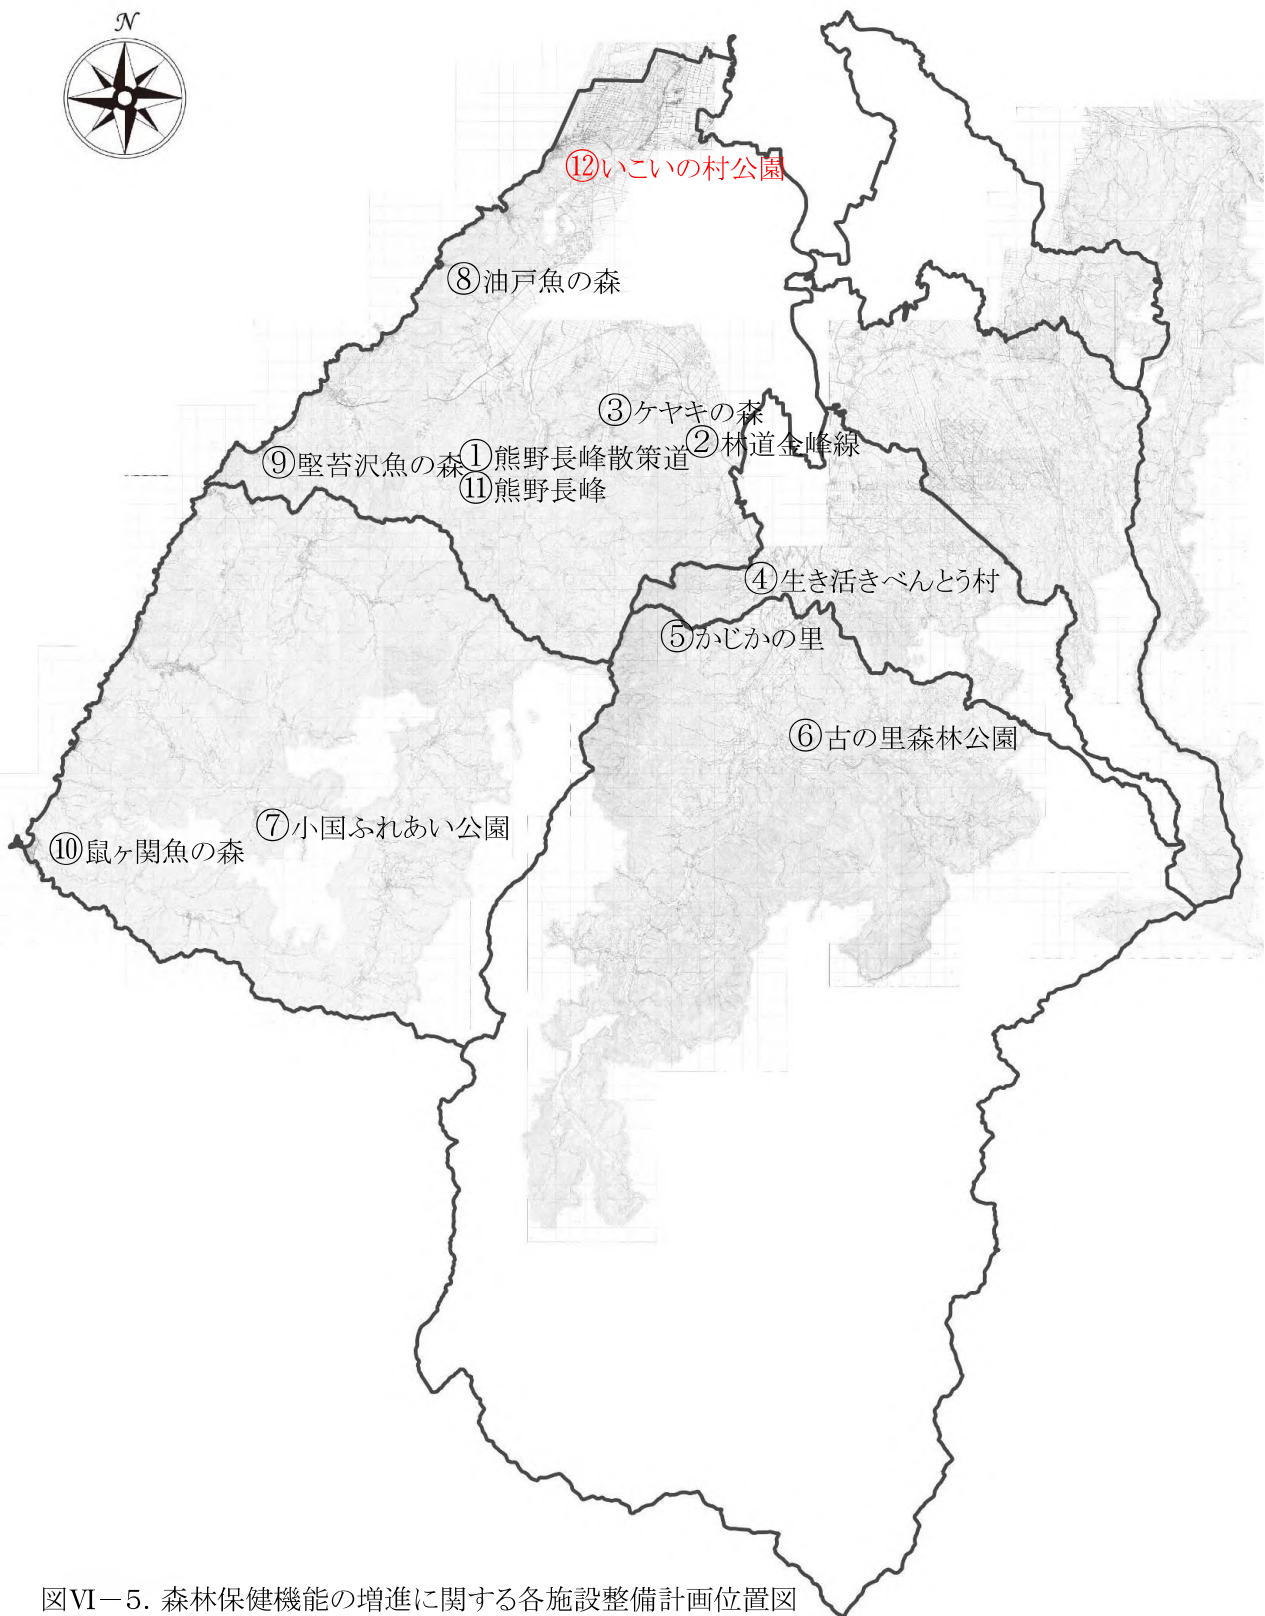 N
⑫いこいの村公園
⑧油戸魚の森
③ケヤキの森
②林道金峰線
①熊野長峰散策道
⑨堅苔沢魚の森
⑪熊野長峰
④生き活きべんとう村
⑤かじかの里
⑥古の里森林公園
⑦小国ふれあい公園
⑩鼠ヶ関魚の森
図Ⅵ－5．森林保健機能の増進に関する各施設整備計画位置図